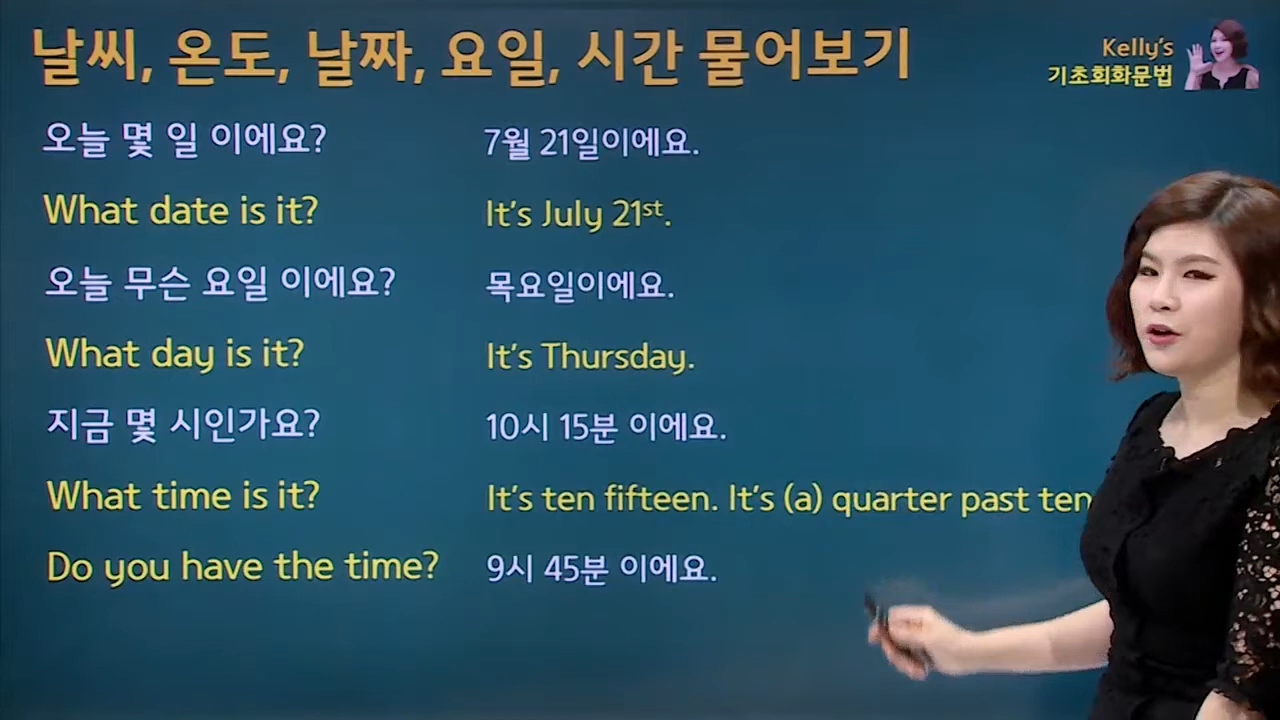 날씨, 온도, 날짜, 요일, 시간 물어보기
Kelly's
기초회화문법
오늘 몇 일 이에요? 7월 21일이에요.
What date is it? It's July 21st.
오늘 무슨 요일 이에요? 목요일이에요.
What day is it? It's Thursday.
지금 몇 시인가요? 10시 15분 이에요.
What time is it? It's ten fifteen. It's (a) quarter past ten
Do you have the time? 9시 45분 이에요.